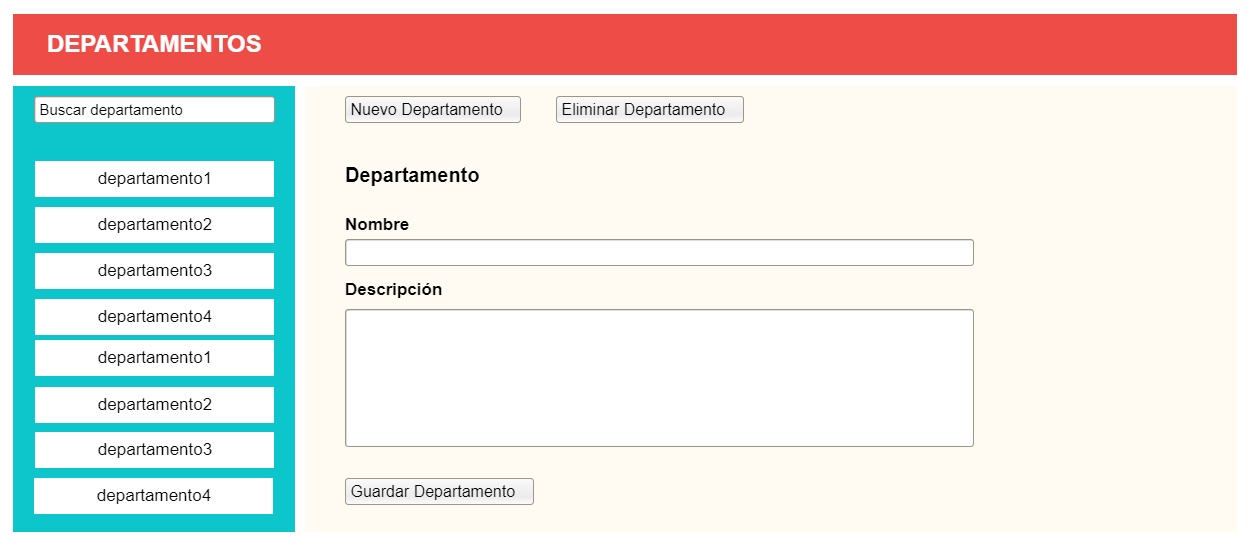 DEPARTAMENTOS
Buscar departamento
departamento1
departamento2
departamento3
departamento4
departamento1
departamento2
departamento3
departamento4
Nuevo Departamento
Eliminar Departamento
Departamento
Nombre
Descripción
Guardar Departamento